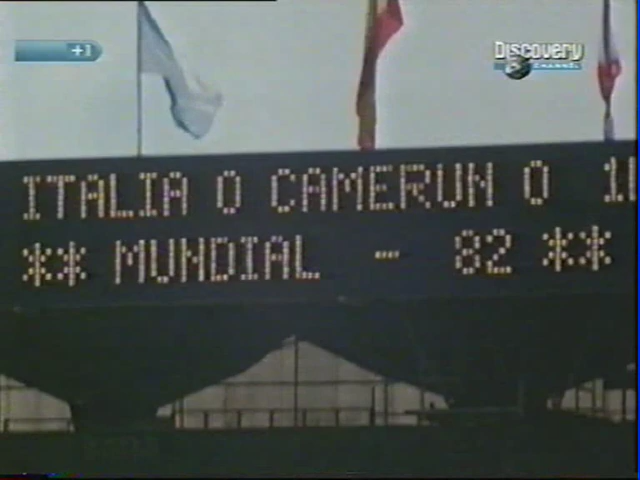 +1
Discovery
CHANNEL
ITALIA 0 CAMERUN 0
** MUNDIAL - 82 **